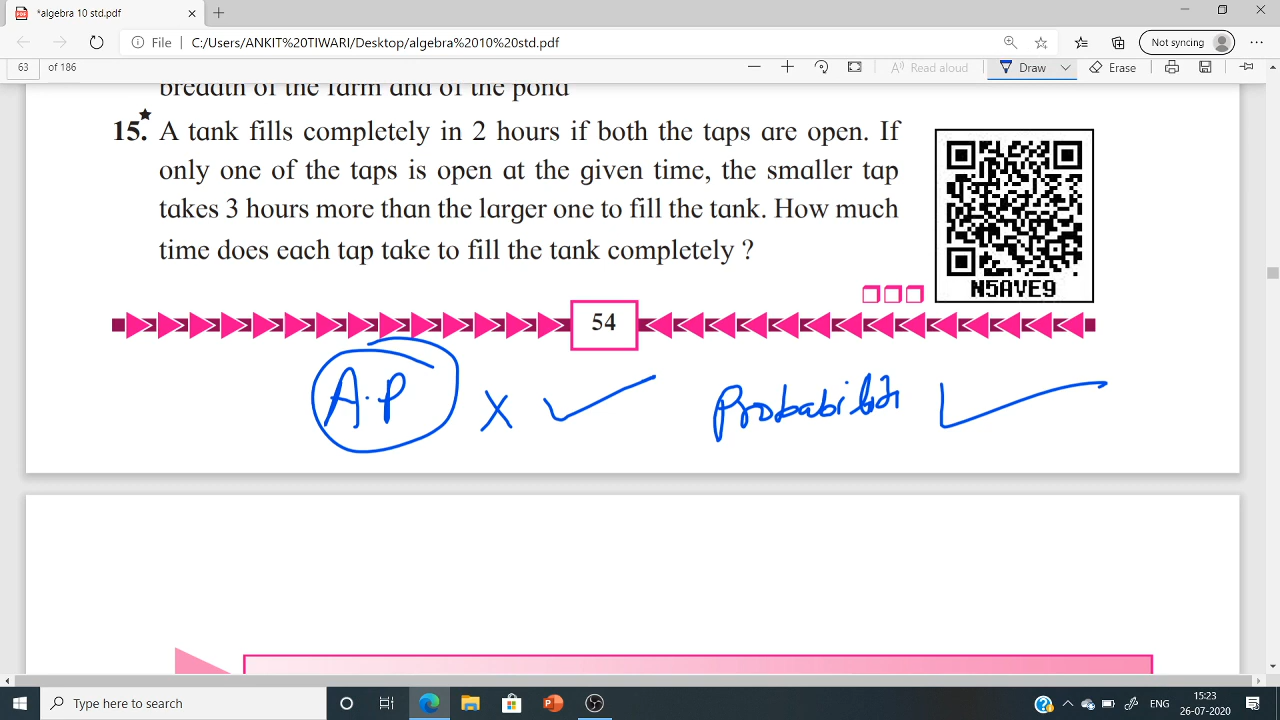 *algebra 10 std.pdf
File
C:/Users/ANKIT%20TIWARI/Desktop/algebra%2010%20std.pdf
Not syncing
63 of 186
Read aloud
Draw
Erase
breadth of the farm and of the pond
15.★ A tank fills completely in 2 hours if both the taps are open. If
only one of the taps is open at the given time, the smaller tap
takes 3 hours more than the larger one to fill the tank. How much
time does each tap take to fill the tank completely ?
N5AVE9
54
A.P X ✓
✓
Type here to search
ENG
15:23
26-07-2020